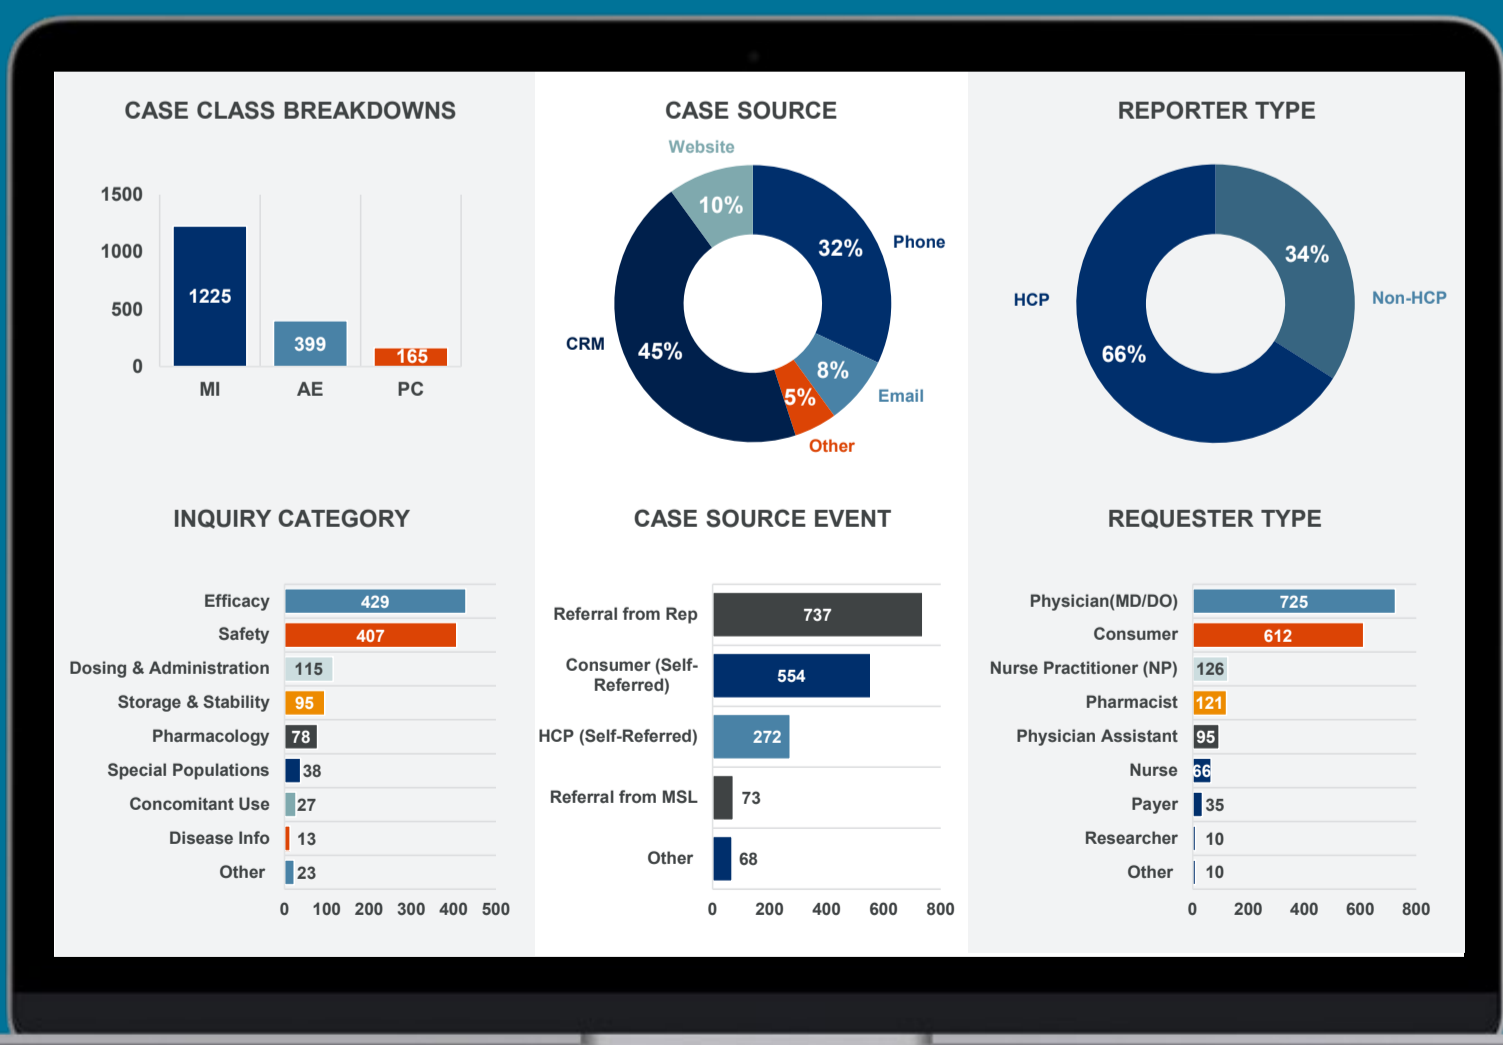 CASE CLASS BREAKDOWNS
1500
1000
500
0
1225
399
165
MI
AE
PC
CASE SOURCE
Website
10%
32%
Phone
CRM
45%
8%
Email
5%
Other
REPORTER TYPE
34%
HCP
Non-HCP
66%
INQUIRY CATEGORY
Efficacy 429
Safety 407
Dosing & Administration 115
Storage & Stability 95
Pharmacology 78
Special Populations 38
Concomitant Use 27
Disease Info 13
Other 23
0 100 200 300 400 500
CASE SOURCE EVENT
Referral from Rep 737
Consumer (Self-
Referred) 554
HCP (Self-Referred) 272
Referral from MSL 73
Other 68
0 200 400 600 800
REQUESTER TYPE
Physician(MD/DO) 725
Consumer 612
Nurse Practitioner (NP) 126
Pharmacist 121
Physician Assistant 95
Nurse 66
Payer 35
Researcher 10
Other 10
0 200 400 600 800